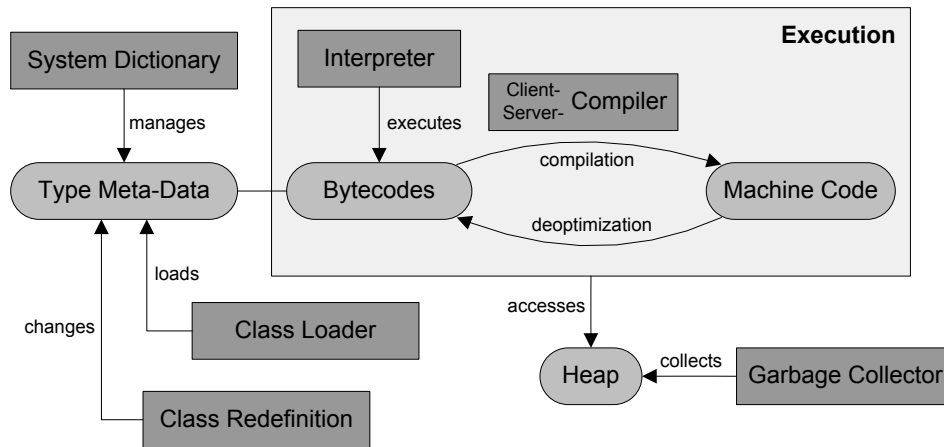 Execution
System Dictionary
Interpreter
Client-
Server-
Compiler
manages
executes
compilation
Type Meta-Data
Bytecodes
Machine Code
deoptimization
loads
accesses
changes
Class Loader
collects
Heap
Garbage Collector
Class Redefinition